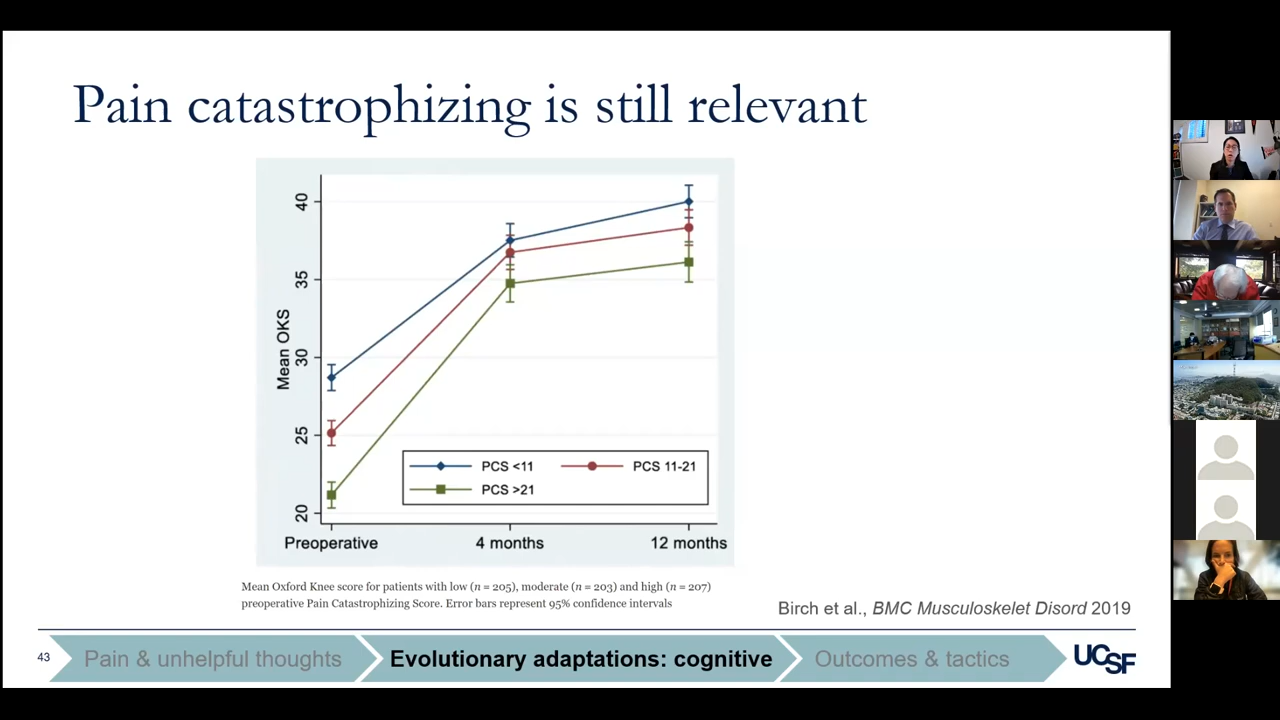 Pain catastrophizing is still relevant
Mean OKS
40
35
30
25
20
PCS <11
PCS 11-21
PCS >21
Preoperative
4 months
12 months
Mean Oxford Knee score for patients with low (n = 205), moderate (n = 203) and high (n = 207)
preoperative Pain Catastrophizing Score. Error bars represent 95% confidence intervals
Birch et al., BMC Musculoskelet Disord 2019
43
Pain & unhelpful thoughts
Evolutionary adaptations: cognitive
Outcomes & tactics
UCSF